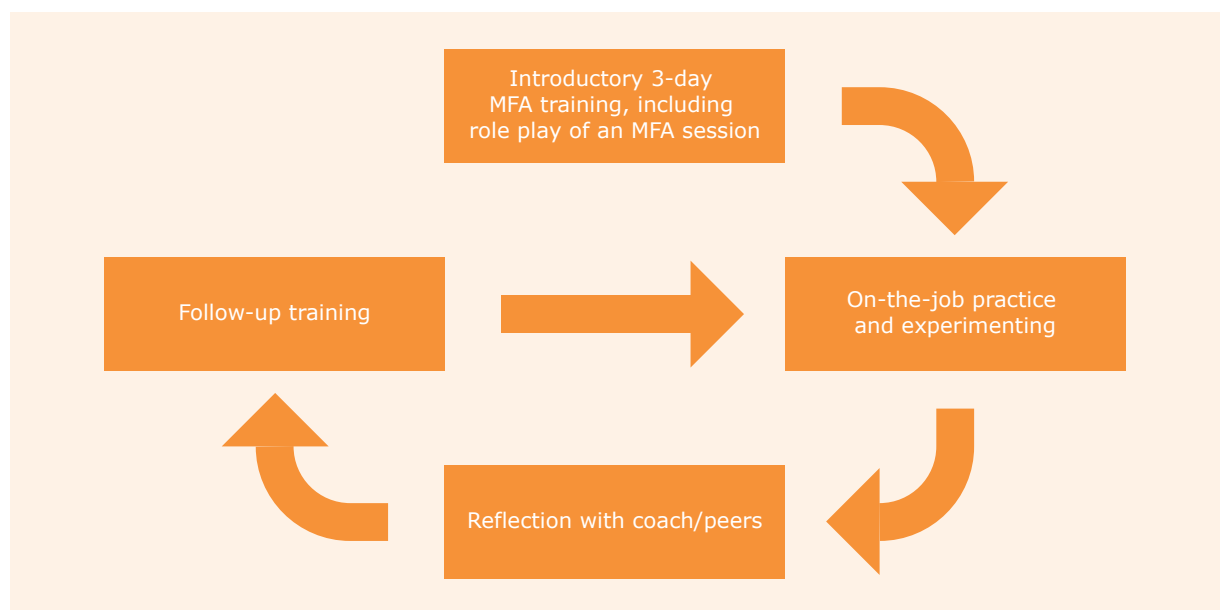 Introductory 3-day
MFA training, including
role play of an MFA session
Follow-up training
On-the-job practice
and experimenting
Reflection with coach/peers